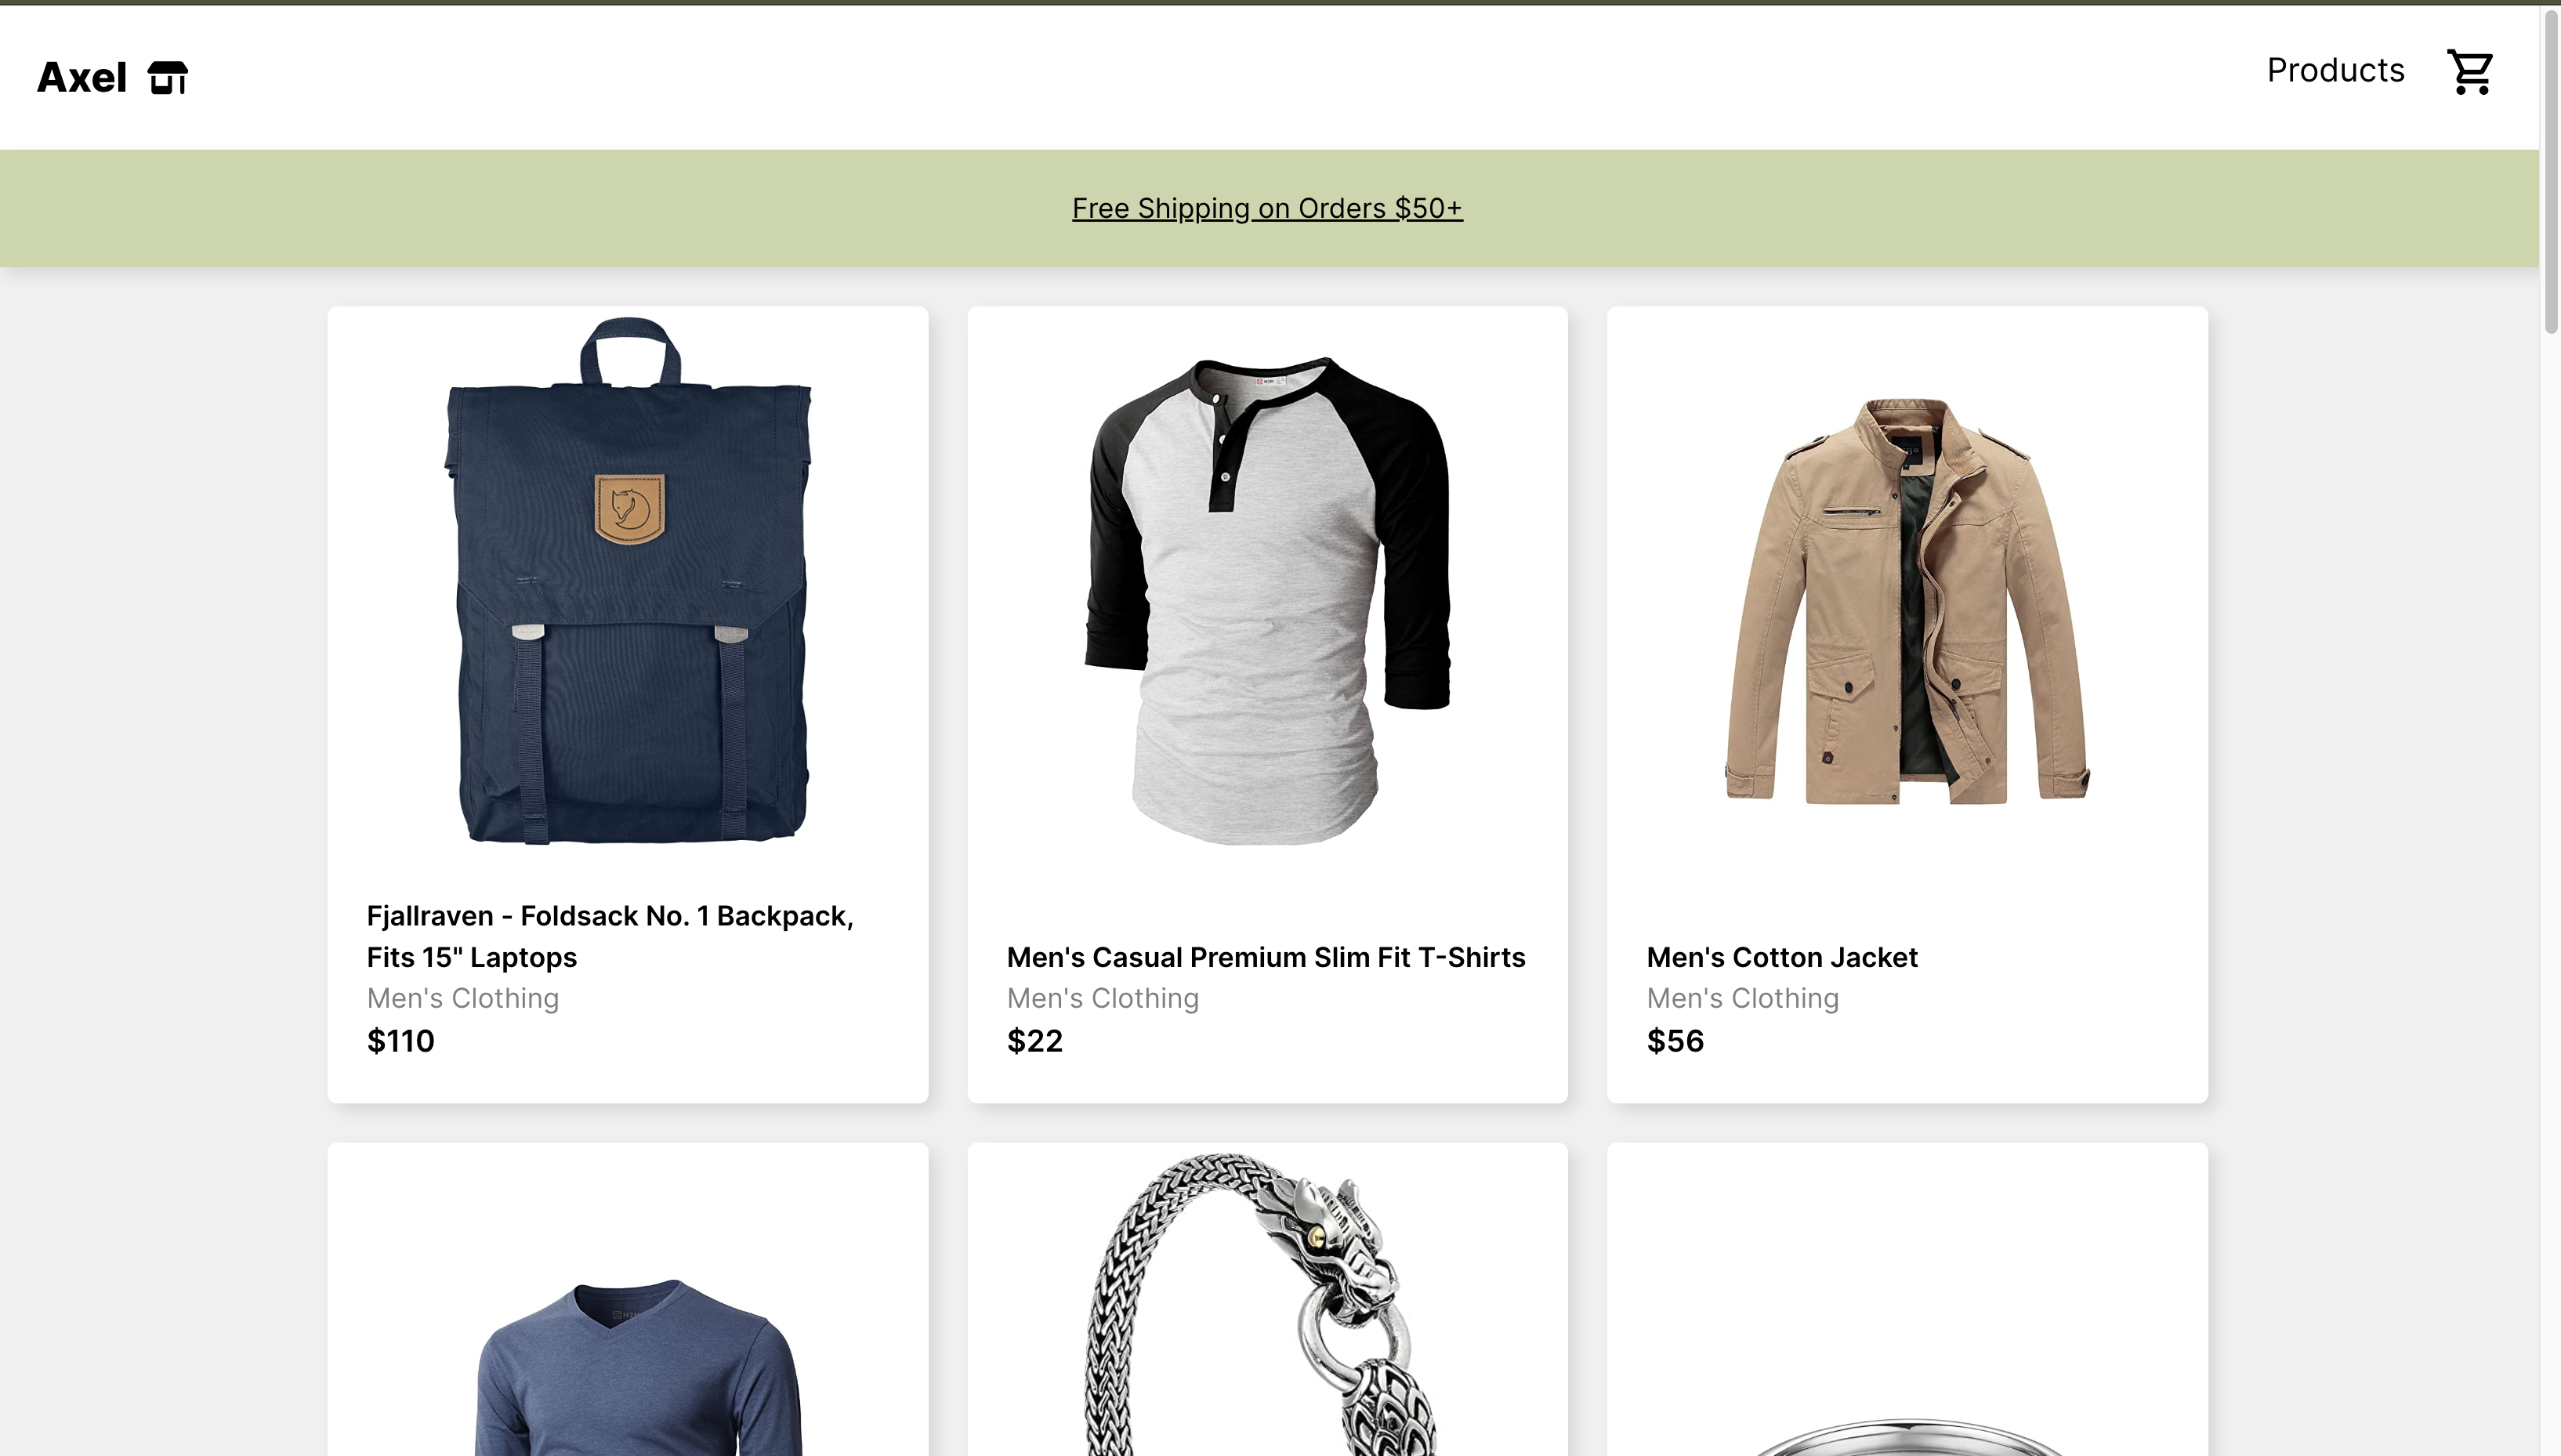 Axel
Products
Free Shipping on Orders $50+
Fjallraven - Foldsack No. 1 Backpack,
Fits 15" Laptops
Men's Clothing
$110
Men's Casual Premium Slim Fit T-Shirts
Men's Clothing
$22
Men's Cotton Jacket
Men's Clothing
$56